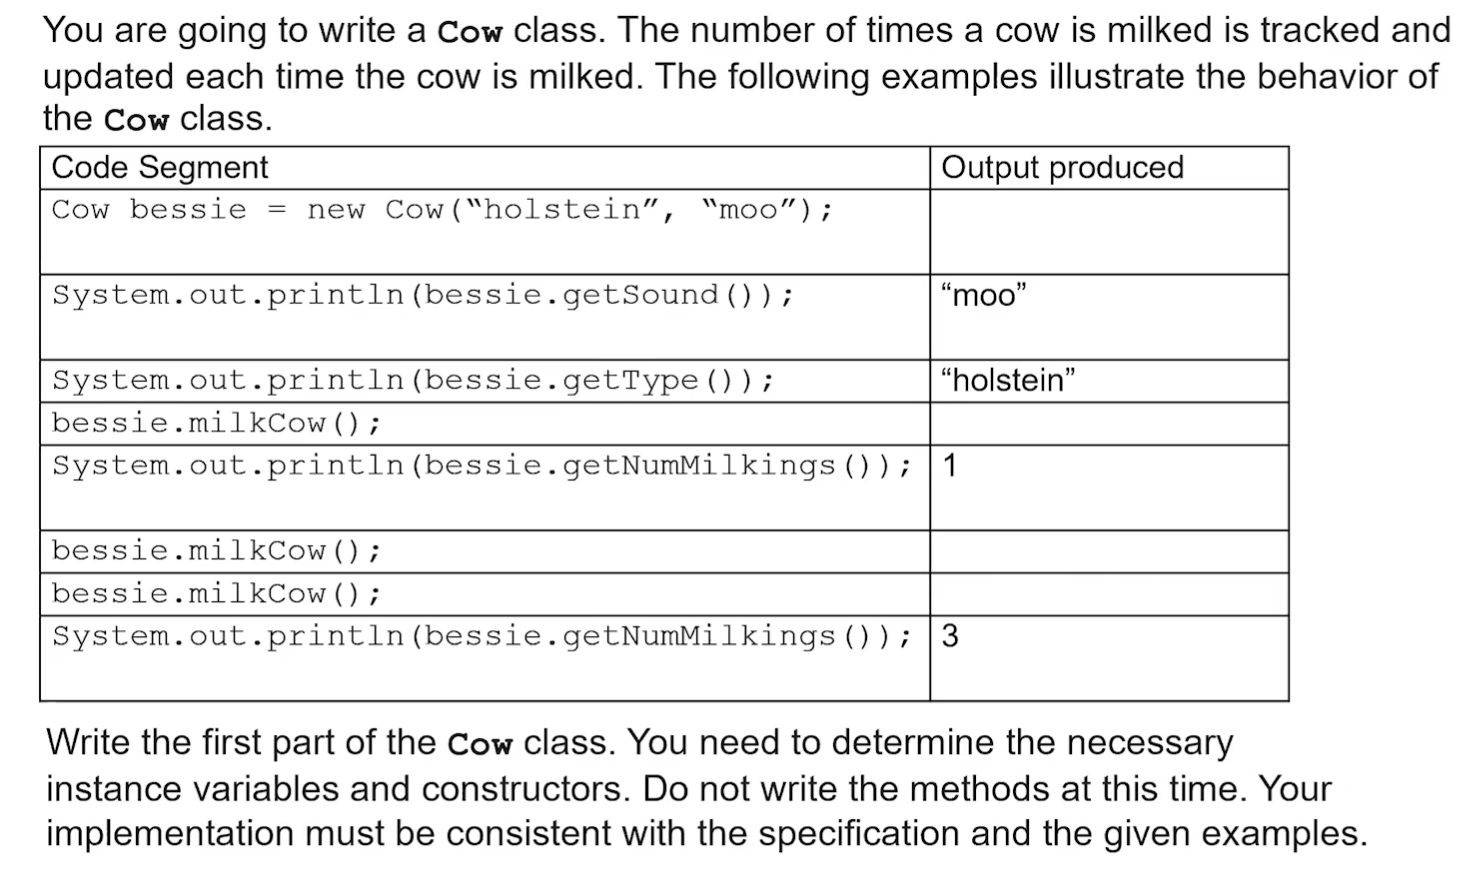 You are going to write a Cow class. The number of times a cow is milked is tracked and
updated each time the cow is milked. The following examples illustrate the behavior of
the Cow class.
Code Segment Output produced
Cow bessie = new Cow(“holstein”, “moo”);
System.out.println(bessie.getSound()); “moo”
System.out.println(bessie.getType()); “holstein”
bessie.milkCow();
System.out.println(bessie.getNumMilkings()); 1
bessie.milkCow();
bessie.milkCow();
System.out.println(bessie.getNumMilkings()); 3
Write the first part of the Cow class. You need to determine the necessary
instance variables and constructors. Do not write the methods at this time. Your
implementation must be consistent with the specification and the given examples.